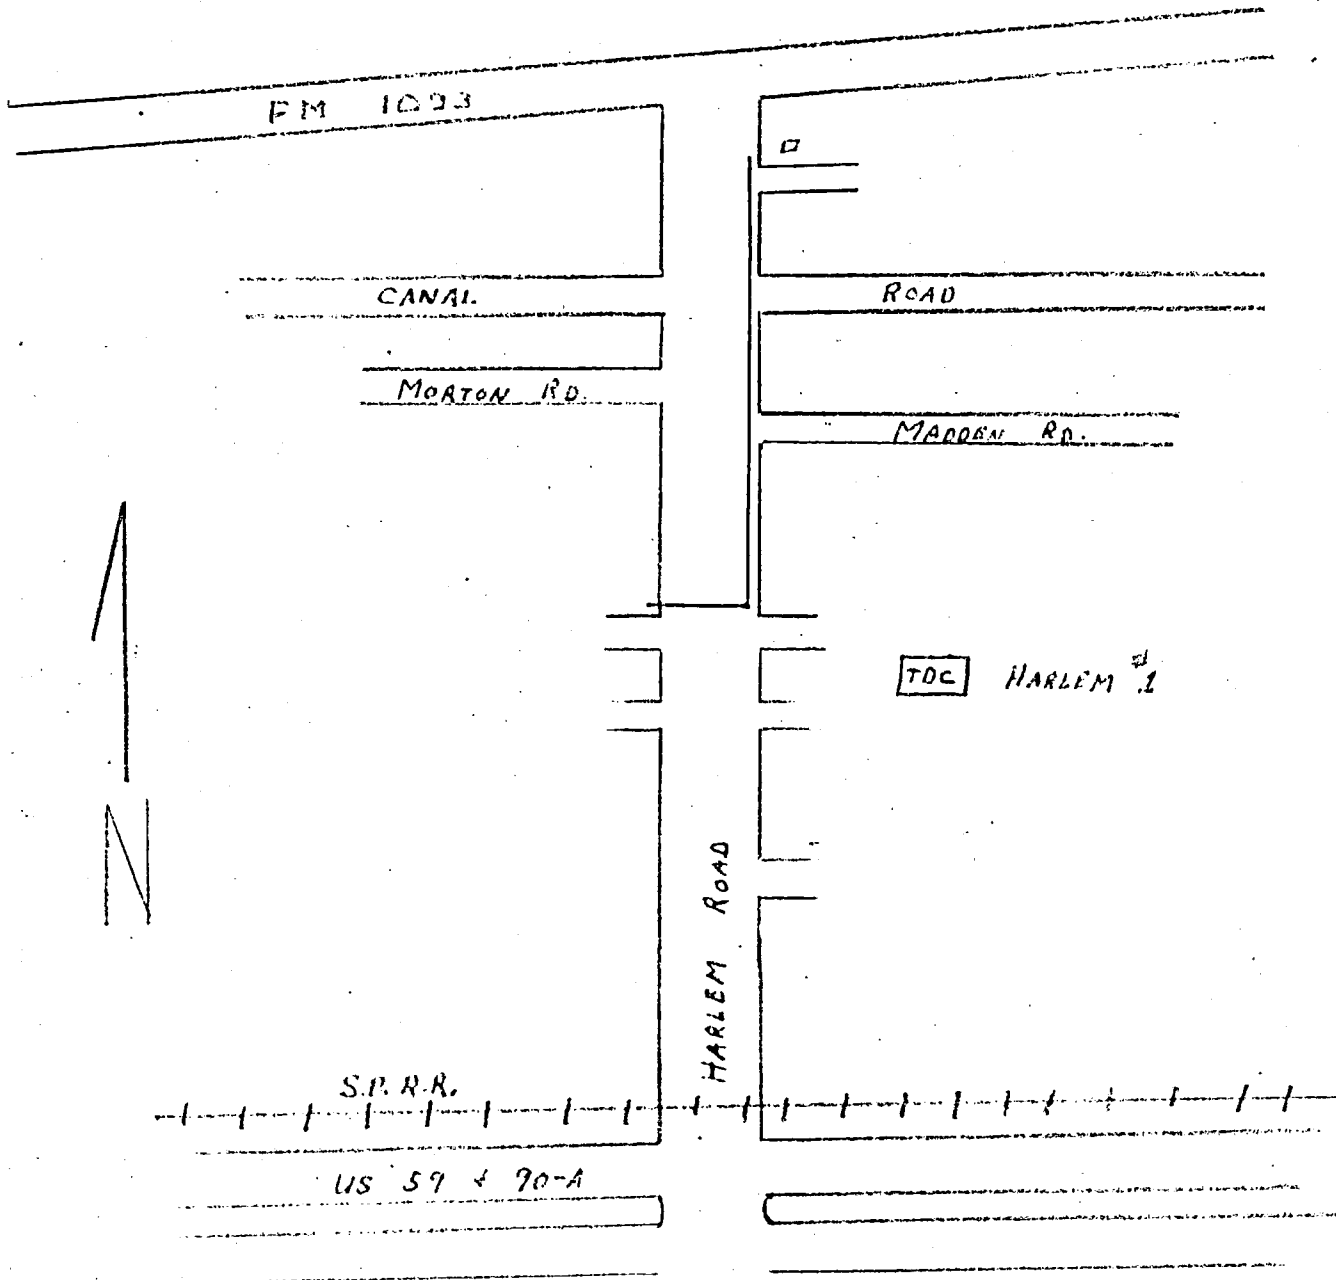 FM 1093
CANAL ROAD
MORTON RD.
MADDEN RD.
TDC HARLEM #1
N
HARLEM ROAD
S.P. R.R.
US 59 & 90-A